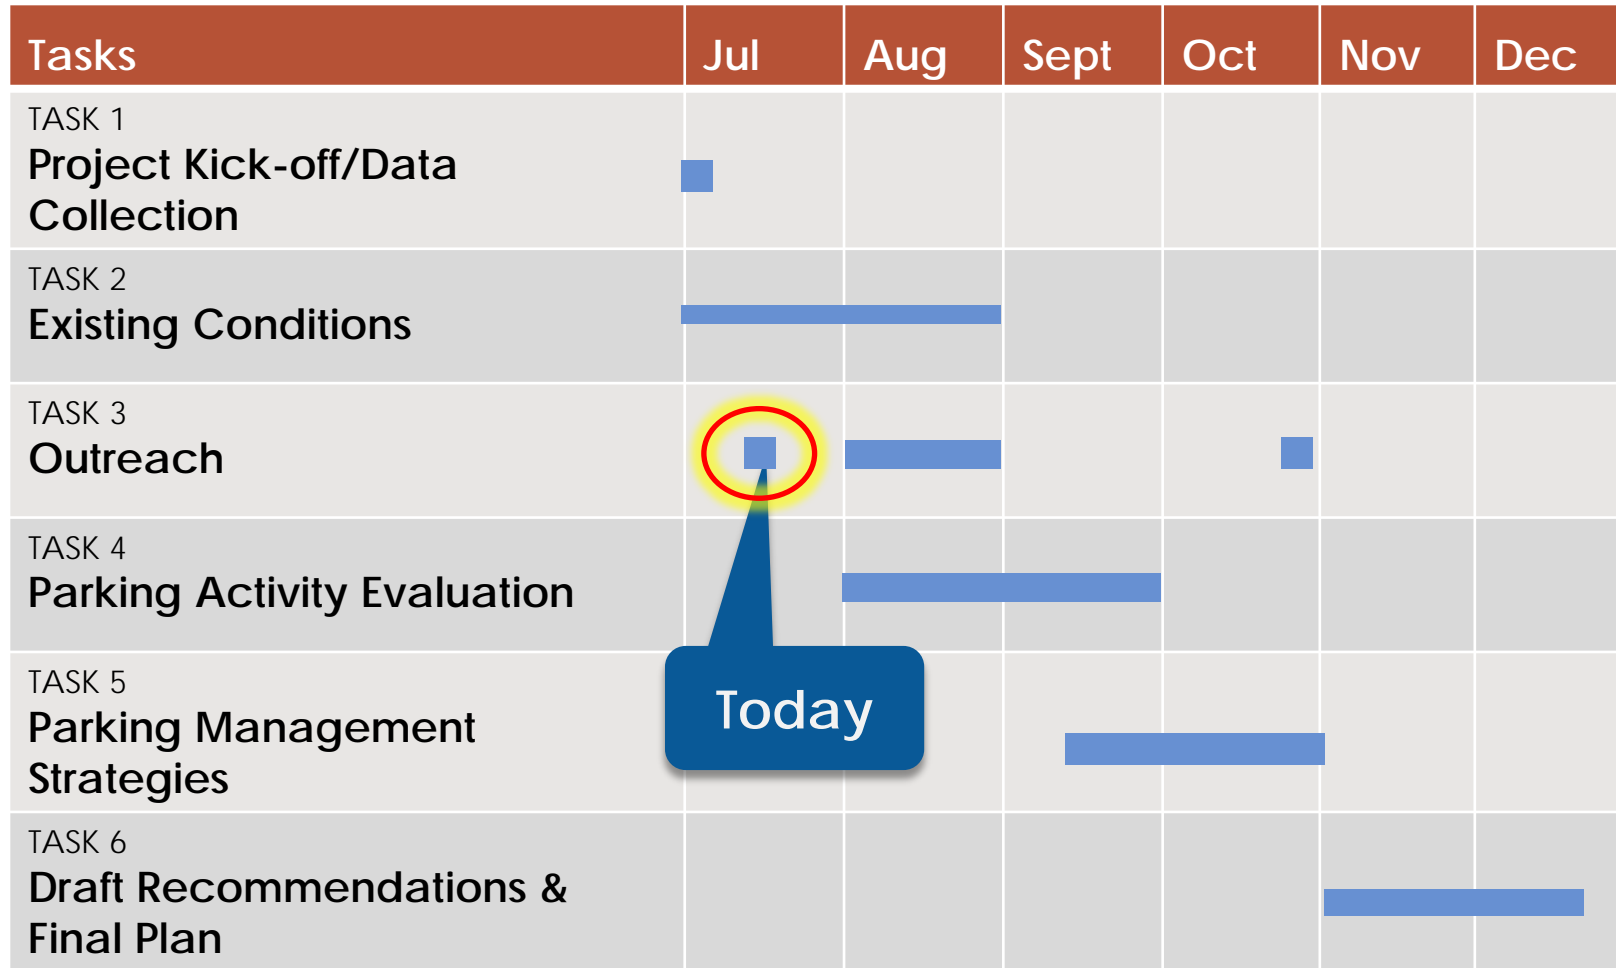 Tasks Jul Aug Sept Oct Nov Dec
TASK 1
Project Kick-off/Data
Collection
TASK 2
Existing Conditions
TASK 3
Outreach
TASK 4
Parking Activity Evaluation
TASK 5
Parking Management
Strategies
Today
TASK 6
Draft Recommendations &
Final Plan